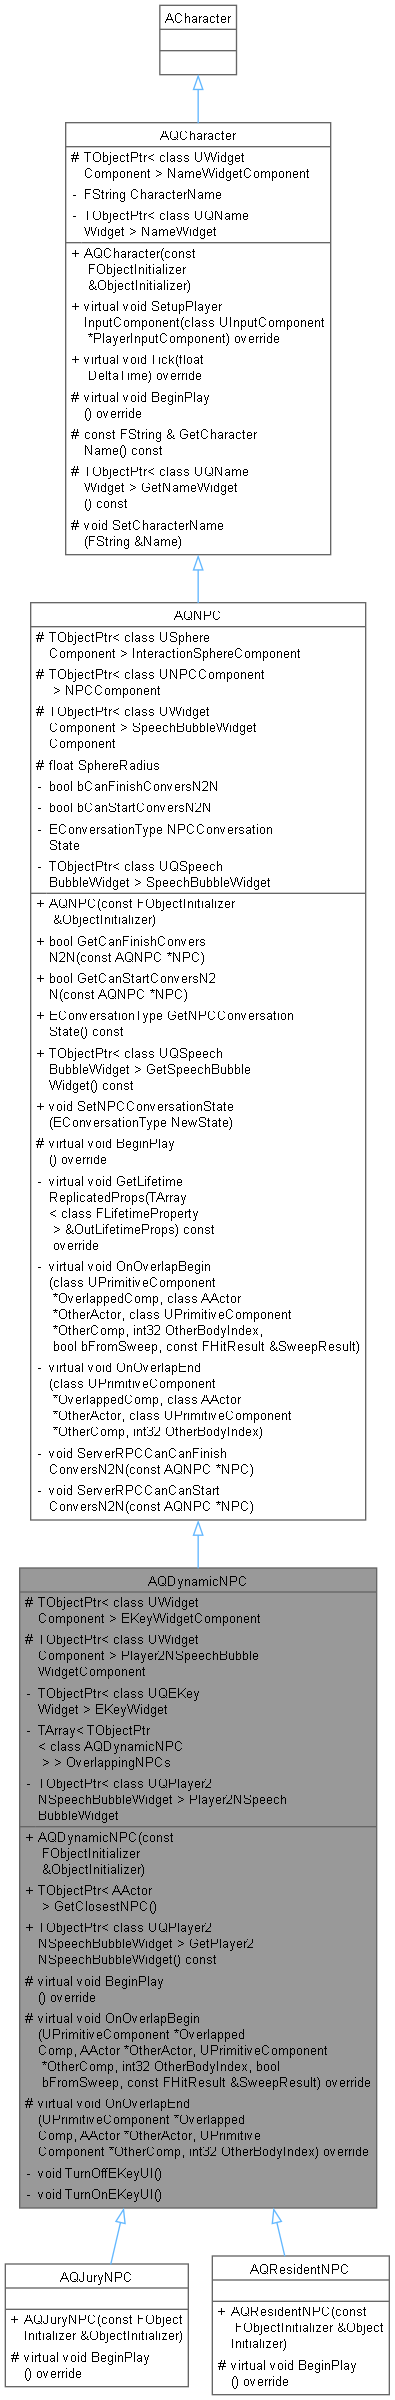 ACharacter
AQCharacter
# TObjectPtr< class UWidget
Component > NameWidgetComponent
- FString CharacterName
- TObjectPtr< class UQName
Widget > NameWidget
+ AQCharacter(const
FObjectInitializer
&ObjectInitializer)
+ virtual void SetupPlayer
InputComponent(class UInputComponent
*PlayerInputComponent) override
+ virtual void Tick(float
DeltaTime) override
# virtual void BeginPlay
() override
# const FString & GetCharacter
Name() const
# TObjectPtr< class UQName
Widget > GetNameWidget
() const
# void SetCharacterName
(FString &Name)
AQNPC
# TObjectPtr< class USphere
Component > InteractionSphereComponent
# TObjectPtr< class UNPCComponent
> NPCComponent
# TObjectPtr< class UWidget
Component > SpeechBubbleWidget
Component
# float SphereRadius
- bool bCanFinishConversN2N
- bool bCanStartConversN2N
- EConversationType NPCConversation
State
- TObjectPtr< class UQSpeech
BubbleWidget > SpeechBubbleWidget
+ AQNPC(const FObjectInitializer
&ObjectInitializer)
+ bool GetCanFinishConvers
N2N(const AQNPC *NPC)
+ bool GetCanStartConversN2
N(const AQNPC *NPC)
+ EConversationType GetNPCConversation
State() const
+ TObjectPtr< class UQSpeech
BubbleWidget > GetSpeechBubble
Widget() const
+ void SetNPCConversationState
(EConversationType NewState)
# virtual void BeginPlay
() override
- virtual void GetLifetime
ReplicatedProps(TArray
< class FLifetimeProperty
> &OutLifetimeProps) const
override
- virtual void OnOverlapBegin
(class UPrimitiveComponent
*OverlappedComp, class AActor
*OtherActor, class UPrimitiveComponent
*OtherComp, int32 OtherBodyIndex,
bool bFromSweep, const FHitResult &SweepResult)
- virtual void OnOverlapEnd
(class UPrimitiveComponent
*OverlappedComp, class AActor
*OtherActor, class UPrimitiveComponent
*OtherComp, int32 OtherBodyIndex)
- void ServerRPCCanCanFinish
ConversN2N(const AQNPC *NPC)
- void ServerRPCCanCanStart
ConversN2N(const AQNPC *NPC)
AQDynamicNPC
# TObjectPtr< class UWidget
Component > EKeyWidgetComponent
# TObjectPtr< class UWidget
Component > Player2NSpeechBubble
WidgetComponent
- TObjectPtr< class UQEKey
Widget > EKeyWidget
- TArray< TObjectPtr
< class AQDynamicNPC
> > OverlappingNPCs
- TObjectPtr< class UQPlayer2
NSpeechBubbleWidget > Player2NSpeech
BubbleWidget
+ AQDynamicNPC(const
FObjectInitializer
&ObjectInitializer)
+ TObjectPtr< AActor
> GetClosestNPC()
+ TObjectPtr< class UQPlayer2
NSpeechBubbleWidget > GetPlayer2
NSpeechBubbleWidget() const
# virtual void BeginPlay
() override
# virtual void OnOverlapBegin
(UPrimitiveComponent *Overlapped
Comp, AActor *OtherActor, UPrimitiveComponent
*OtherComp, int32 OtherBodyIndex, bool
bFromSweep, const FHitResult &SweepResult) override
# virtual void OnOverlapEnd
(UPrimitiveComponent *Overlapped
Comp, AActor *OtherActor, UPrimitive
Component *OtherComp, int32 OtherBodyIndex) override
- void TurnOffEKeyUI()
- void TurnOnEKeyUI()
AQJuryNPC
+ AQJuryNPC(const FObject
Initializer &ObjectInitializer)
# virtual void BeginPlay
() override
AQResidentNPC
+ AQResidentNPC(const
FObjectInitializer &Object
Initializer)
# virtual void BeginPlay
() override